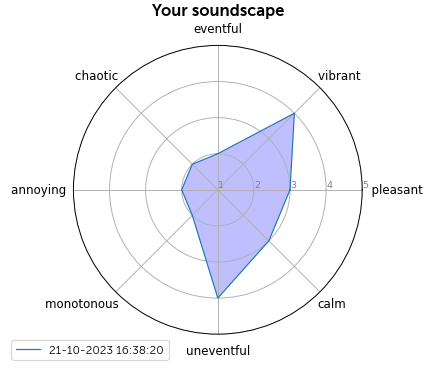 Your soundscape
eventful
chaotic
vibrant
annoying
1 2 3 4 5
pleasant
monotonous
calm
21-10-2023 16:38:20
uneventful